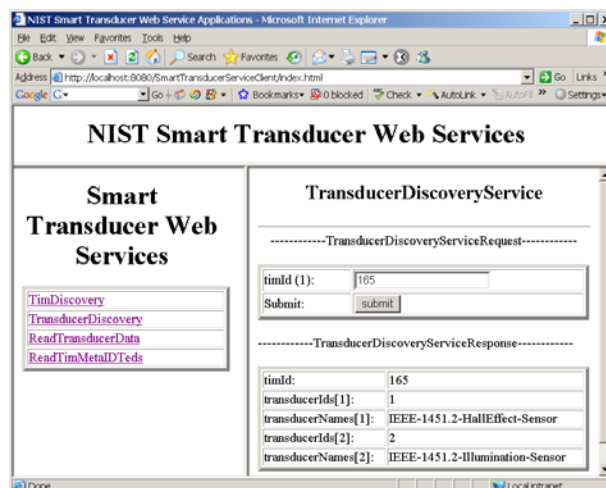 NIST Smart Transducer Web Service Applications - Microsoft Internet Explorer
File Edit View Favorites Tools Help
Back Search Favorites
Address http://localhost:8080/SmartTransducerServiceClient/index.html Go Links
Google Go Bookmarks 0 blocked Check AutoLink AutoFill Settings
NIST Smart Transducer Web Services
Smart
Transducer Web
Services
TimDiscovery
TransducerDiscovery
ReadTransducerData
ReadTimMetaIDTeds
TransducerDiscoveryService
------------TransducerDiscoveryServiceRequest------------
timId (1): 165
Submit: submit
------------TransducerDiscoveryServiceResponse------------
timId: 165
transducerIds[1]: 1
transducerNames[1]: IEEE-1451.2-HallEffect-Sensor
transducerIds[2]: 2
transducerNames[2]: IEEE-1451.2-Illumination-Sensor
Done Local intranet